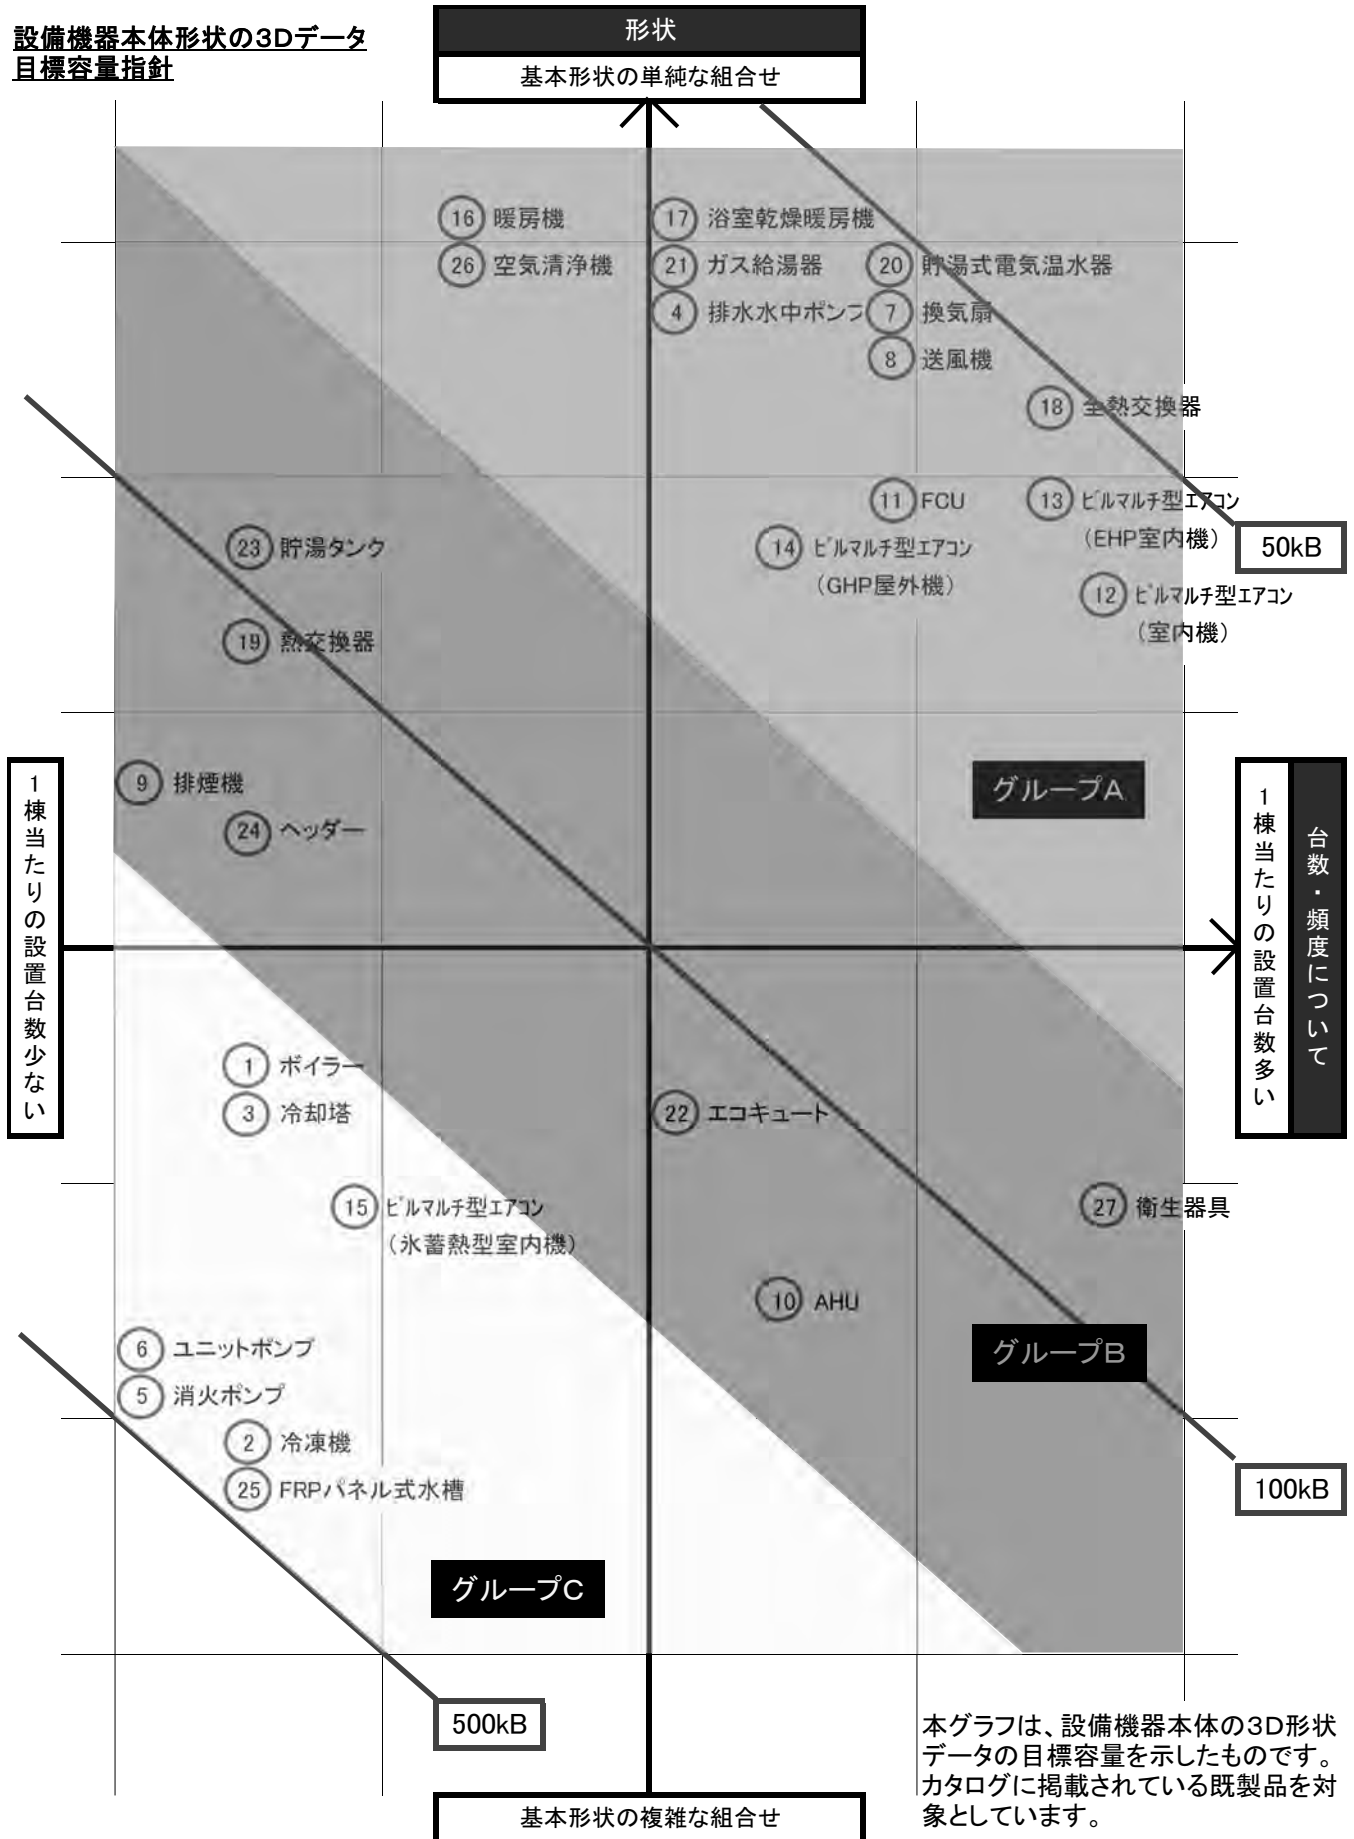 設備機器本体形状の3Dデータ
目標容量指針
形状
基本形状の単純な組合せ
16 暖房機
17 浴室乾燥暖房機
26 空気清浄機
21 ガス給湯器
20 貯湯式電気温水器
4 排水水中ポンプ
7 換気扇
8 送風機
18 全熱交換器
11 FCU
13 ビルマルチ型エアコン
(EHP室内機)
50kB
23 貯湯タンク
14 ビルマルチ型エアコン
(GHP屋外機)
12 ビルマルチ型エアコン
(室内機)
19 熱交換器
9 排煙機
グループA
24 ヘッダー
1棟当たりの設置台数少ない
1棟当たりの設置台数多い
台数・頻度について
1 ボイラー
3 冷却塔
22 エコキュート
15 ビルマルチ型エアコン
(氷蓄熱型室内機)
27 衛生器具
10 AHU
6 ユニットポンプ
グループB
5 消火ポンプ
2 冷凍機
25 FRPパネル式水槽
100kB
グループC
500kB
本グラフは、設備機器本体の3D形状
データの目標容量を示したものです。
カタログに掲載されている既製品を対
象としています。
基本形状の複雑な組合せ